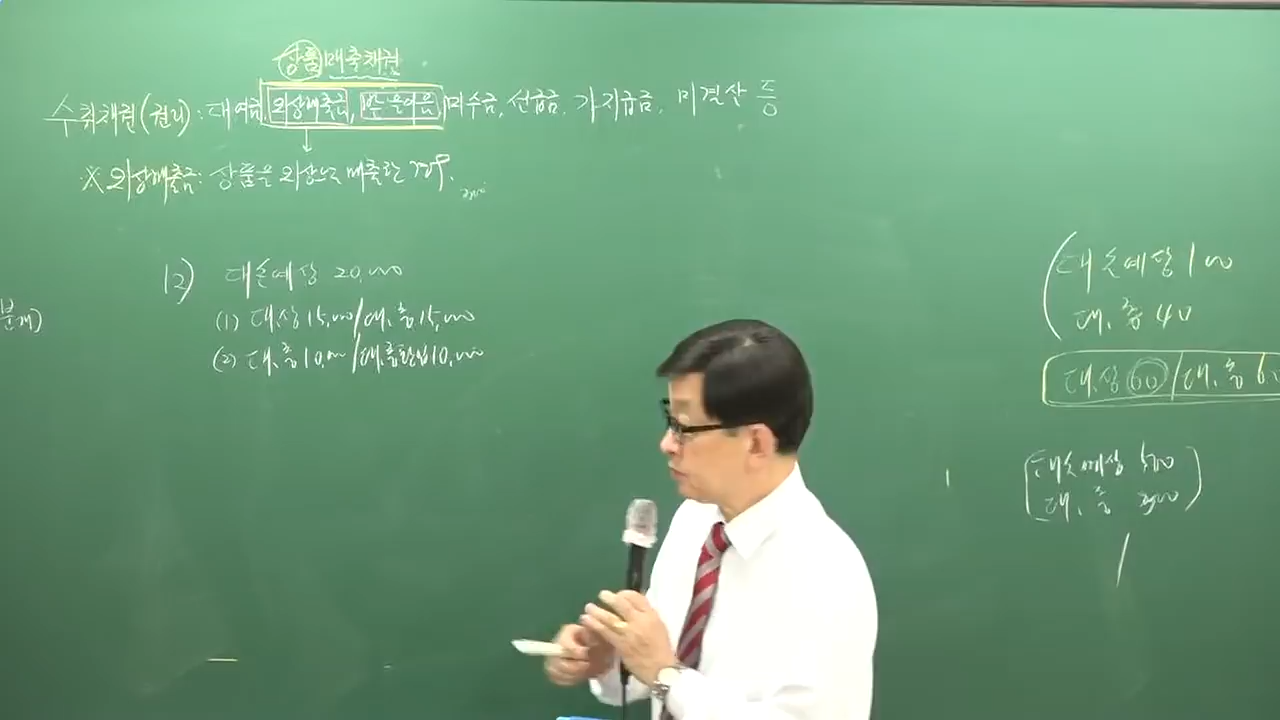 상품매출채권
수취채권(권리): 대여금, 외상매출금, 받을어음, 미수금, 선급금, 가지급금, 미결산 등
※ 외상매출금: 상품을 외상으로 매출한 경우.
분개)
12) 대손예상 20,000
(1) 대.상 15,000 / 대.충 15,000
(2) 대.충 10,000 / 대.충환입 10,000
대손예상 100
대.충 40
대.상 60 / 대.충 60
대손예상 500
대.충
/